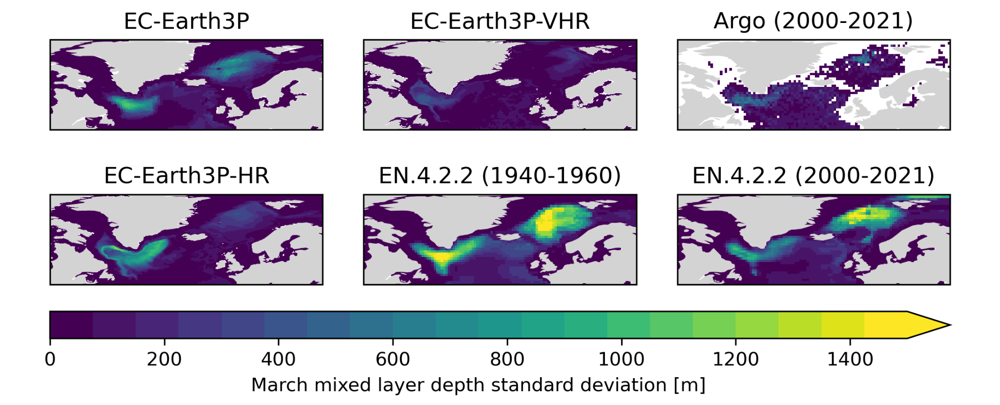 EC-Earth3P
EC-Earth3P-VHR
Argo (2000-2021)
EC-Earth3P-HR
EN.4.2.2 (1940-1960)
EN.4.2.2 (2000-2021)
0 200 400 600 800 1000 1200 1400
March mixed layer depth standard deviation [m]